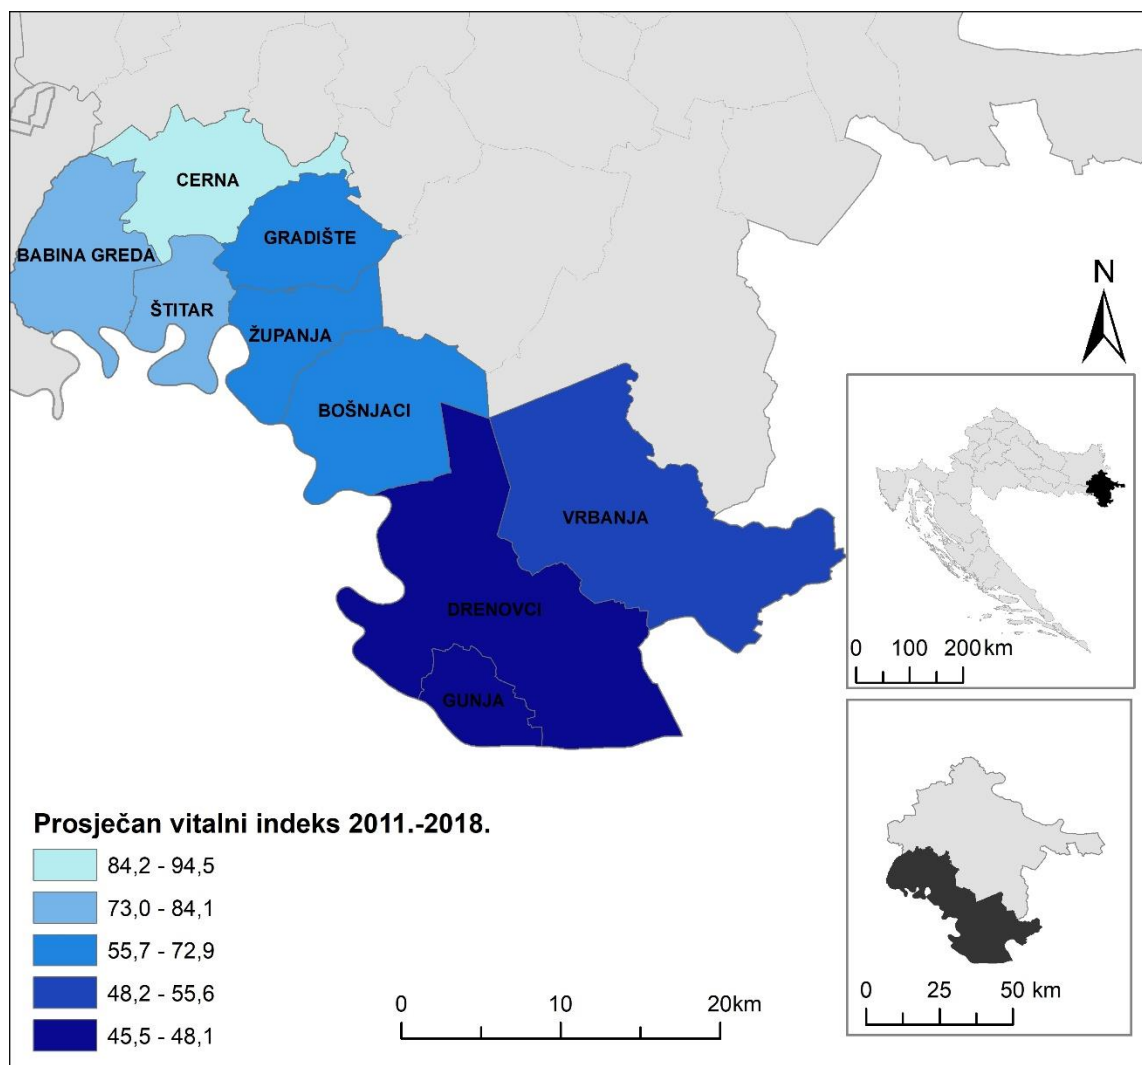 CERNA
GRADIŠTE
BABINA GREDA
ŠTITAR
ŽUPANJA
BOŠNJACI
VRBANJA
DRENOVCI
GUNJA
N
0 100 200km
0 25 50 km
Prosječan vitalni indeks 2011.-2018.
84,2 - 94,5
73,0 - 84,1
55,7 - 72,9
48,2 - 55,6
45,5 - 48,1
0 10 20km